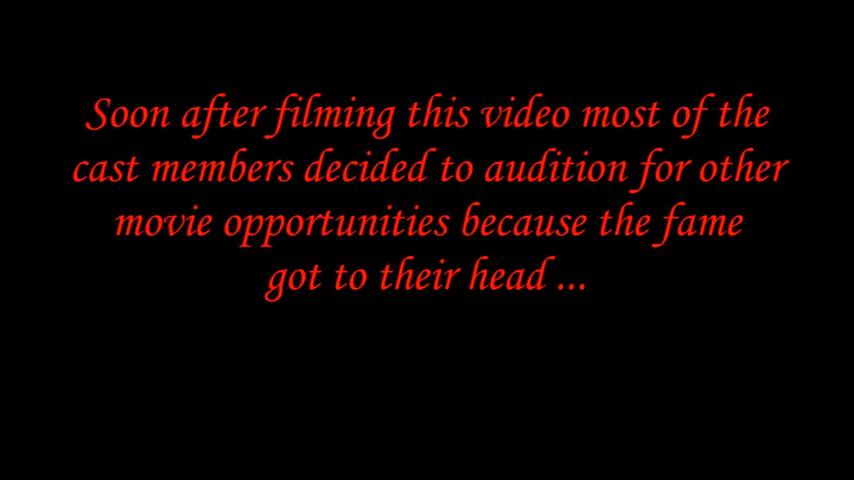 Soon after filming this video most of the
cast members decided to audition for other
movie opportunities because the fame
got to their head ...